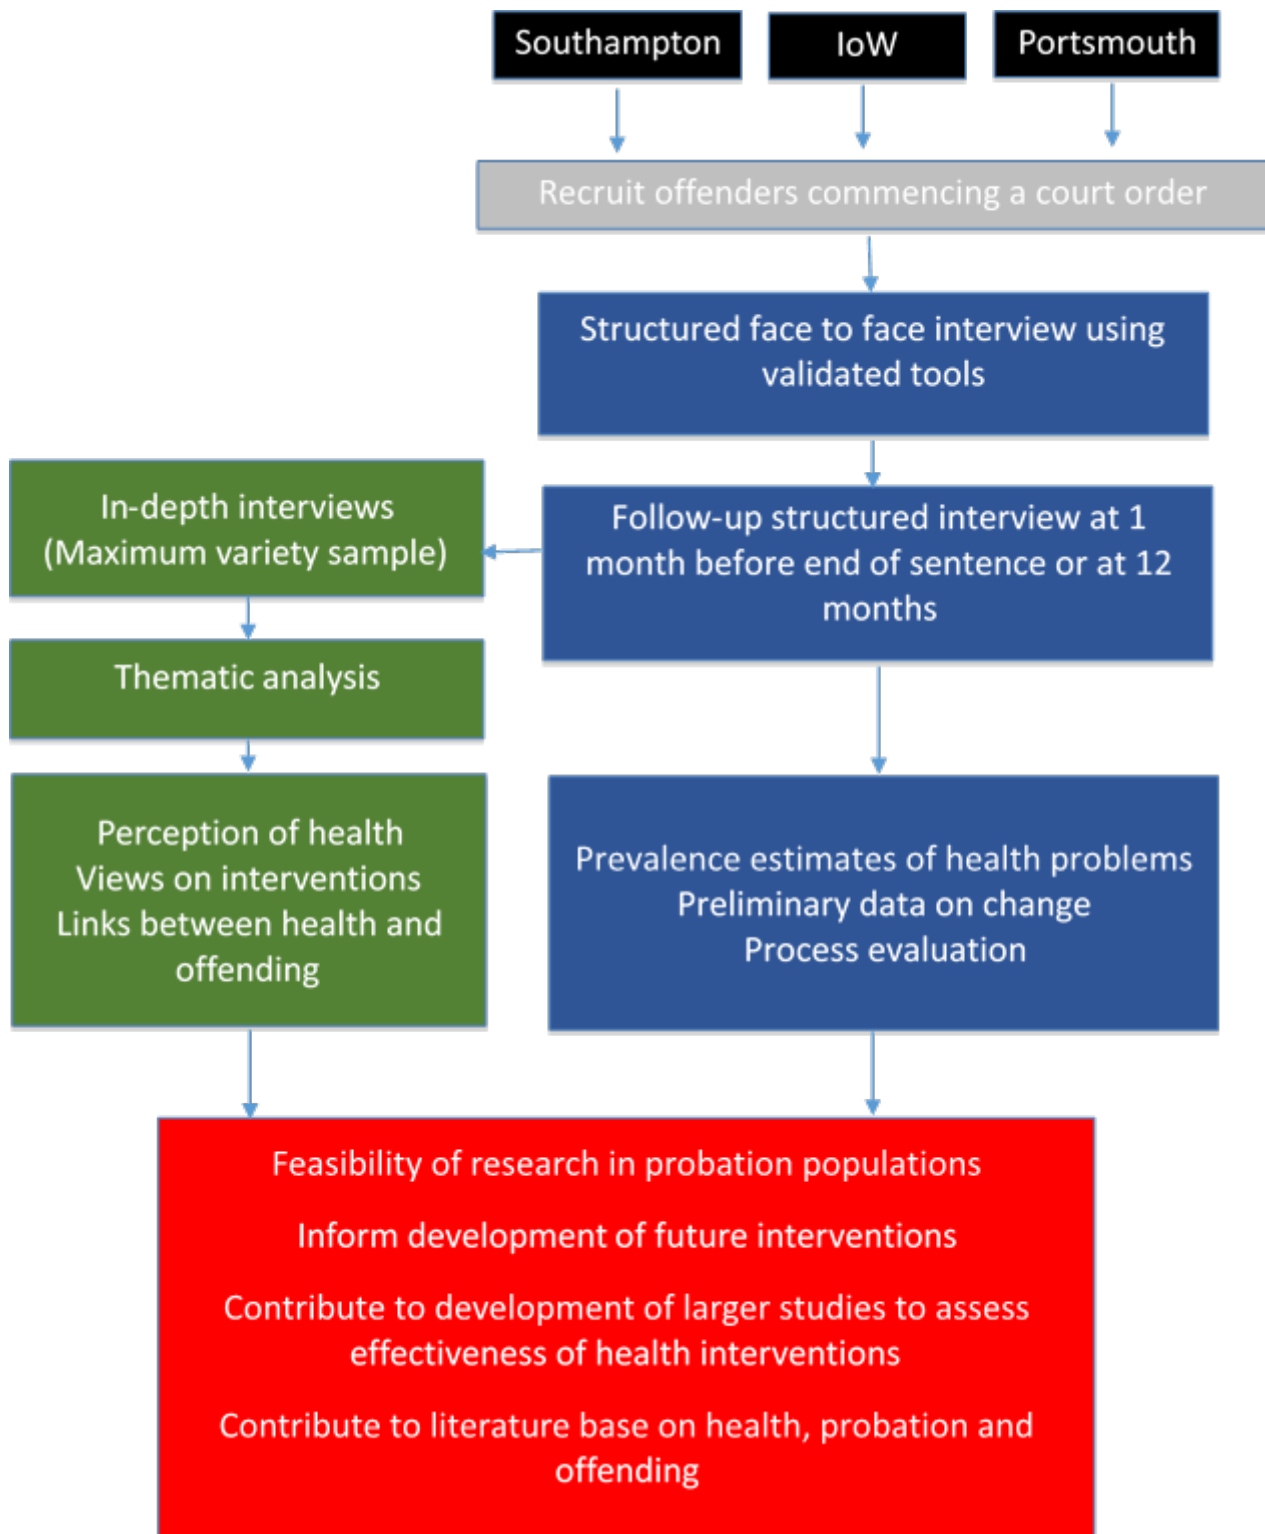 Southampton
IoW
Portsmouth
Recruit offenders commencing a court order
Structured face to face interview using
validated tools
In-depth interviews
(Maximum variety sample)
Follow-up structured interview at 1
month before end of sentence or at 12
months
Thematic analysis
Perception of health
Views on interventions
Links between health and
offending
Prevalence estimates of health problems
Preliminary data on change
Process evaluation
Feasibility of research in probation populations
Inform development of future interventions
Contribute to development of larger studies to assess
effectiveness of health interventions
Contribute to literature base on health, probation and
offending